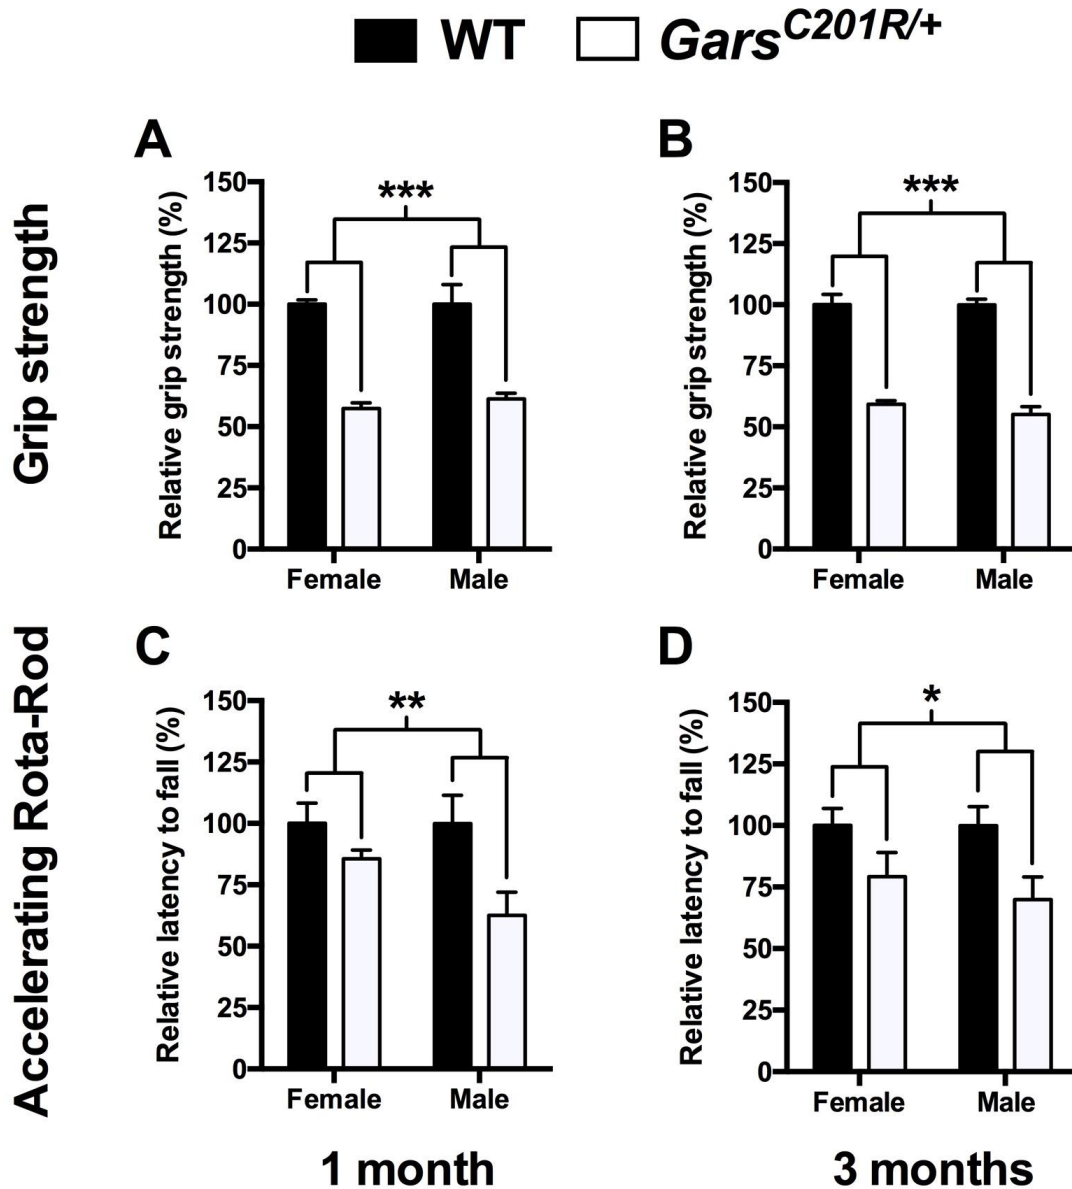 WT GarsC201R/+
Grip strength
A
Relative grip strength (%)
150
125
100
75
50
25
0
***
Female Male
B
Relative grip strength (%)
150
125
100
75
50
25
0
***
Female Male
Accelerating Rota-Rod
C
Relative latency to fall (%)
150
125
100
75
50
25
0
**
Female Male
D
Relative latency to fall (%)
150
125
100
75
50
25
0
*
Female Male
1 month 3 months